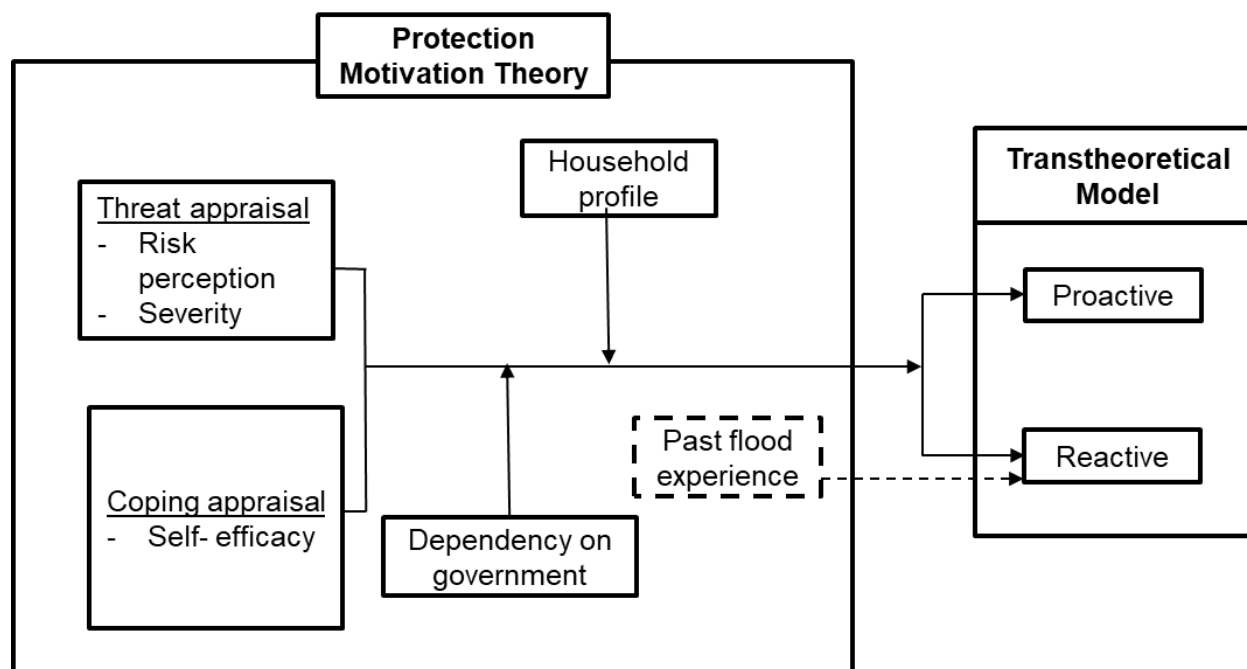 Protection
Motivation Theory
Household
profile
Transtheoretical
Model
Threat appraisal
- Risk
perception
- Severity
Proactive
Past flood
experience
Reactive
Coping appraisal
- Self- efficacy
Dependency on
government